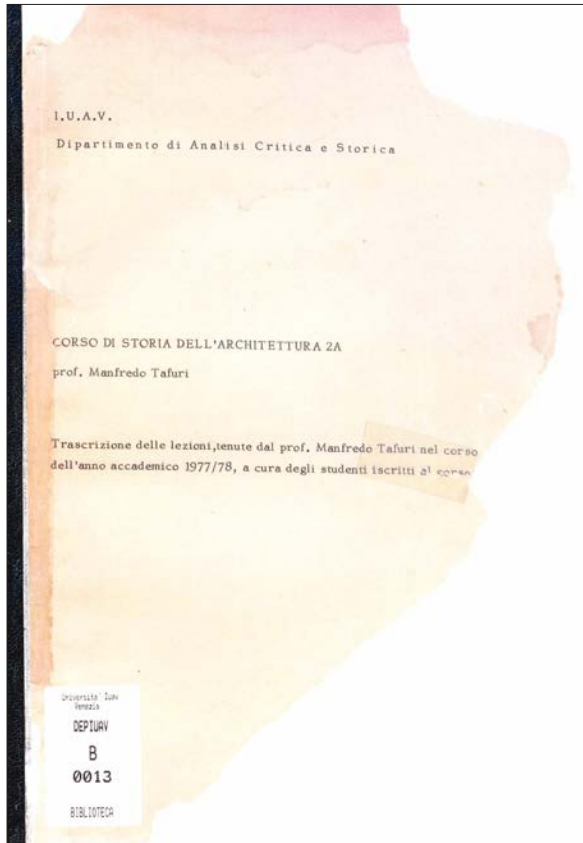 I.U.A.V.
Dipartimento di Analisi Critica e Storica
CORSO DI STORIA DELL'ARCHITETTURA 2A
prof. Manfredo Tafuri
Trascrizione delle lezioni,tenute dal prof. Manfredo Tafuri nel corso
dell'anno accademico 1977/78, a cura degli studenti iscritti al corso
Universita' Iuav
Venezia
DEPIUAV
B
0013
BIBLIOTECA